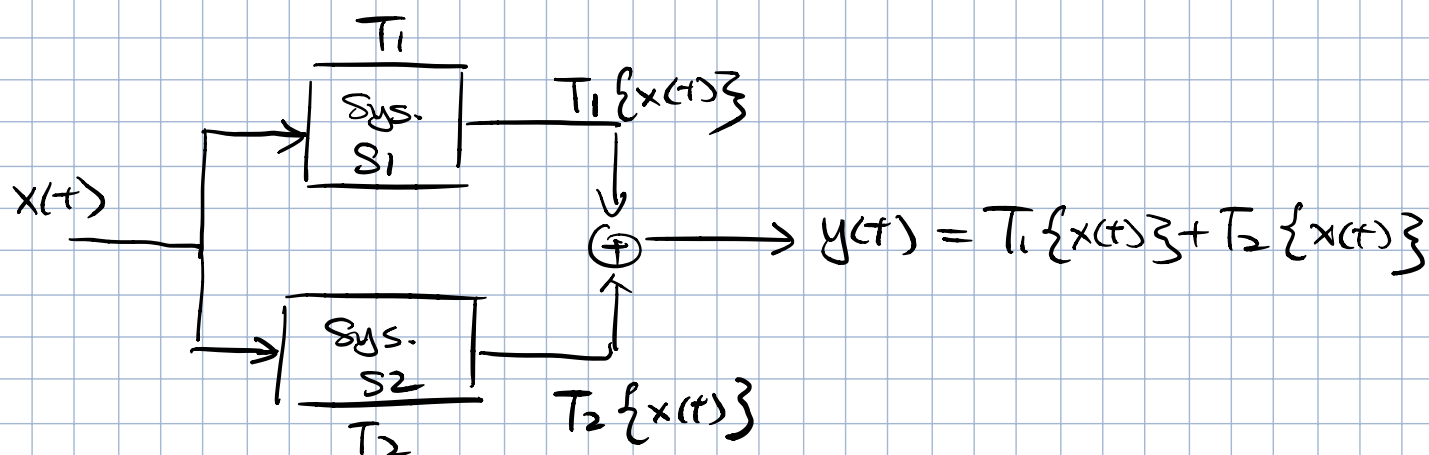 T1
Sys.
S1
T1{x(t)}
x(t)
+
y(t) = T1{x(t)}+T2{x(t)}
Sys.
S2
T2{x(t)}
T2